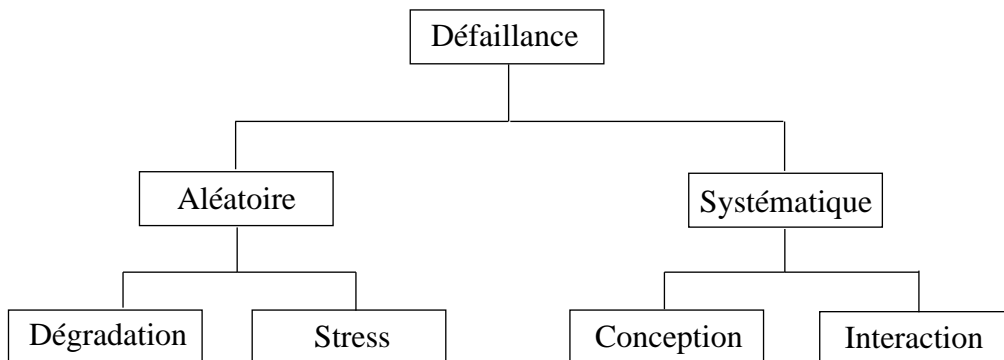 Défaillance
Aléatoire
Systématique
Dégradation
Stress
Conception
Interaction